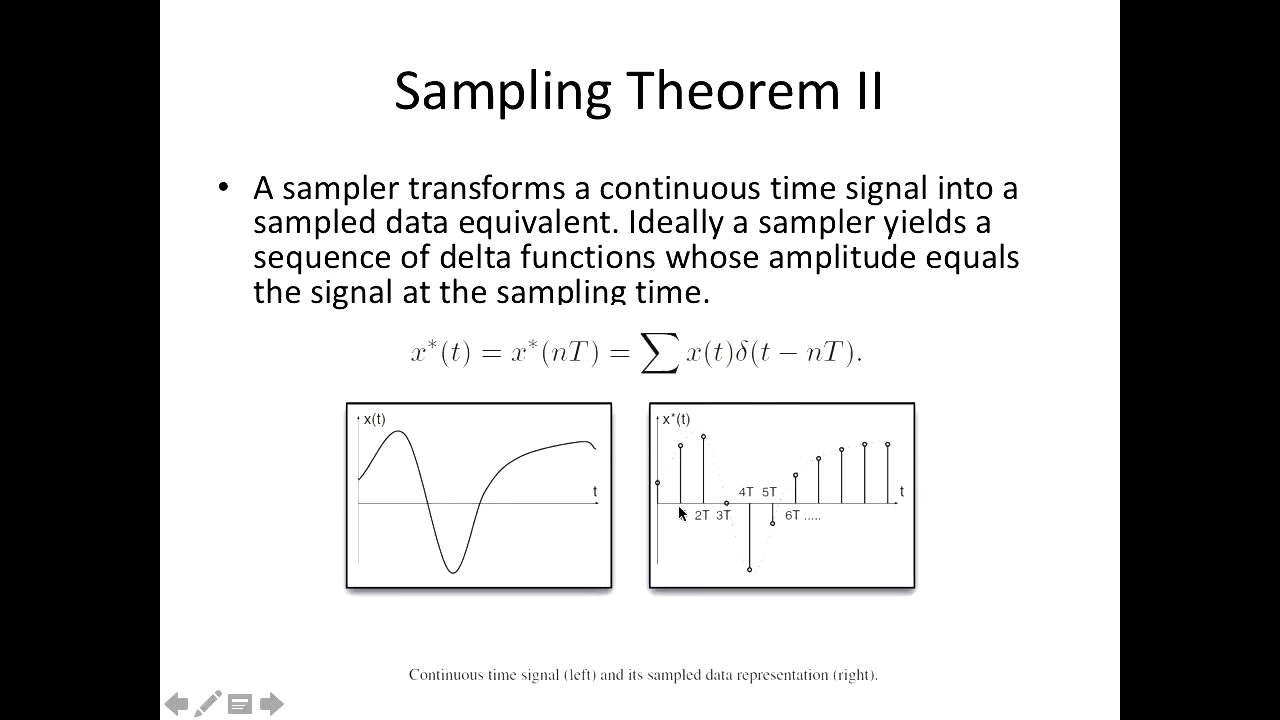 Sampling Theorem II
• A sampler transforms a continuous time signal into a
sampled data equivalent. Ideally a sampler yields a
sequence of delta functions whose amplitude equals
the signal at the sampling time.
x*(t) = x*(nT) = ∑ x(t)δ(t − nT).
x(t)
t
x*(t)
4T 5T
t
2T 3T
6T .....
Continuous time signal (left) and its sampled data representation (right).